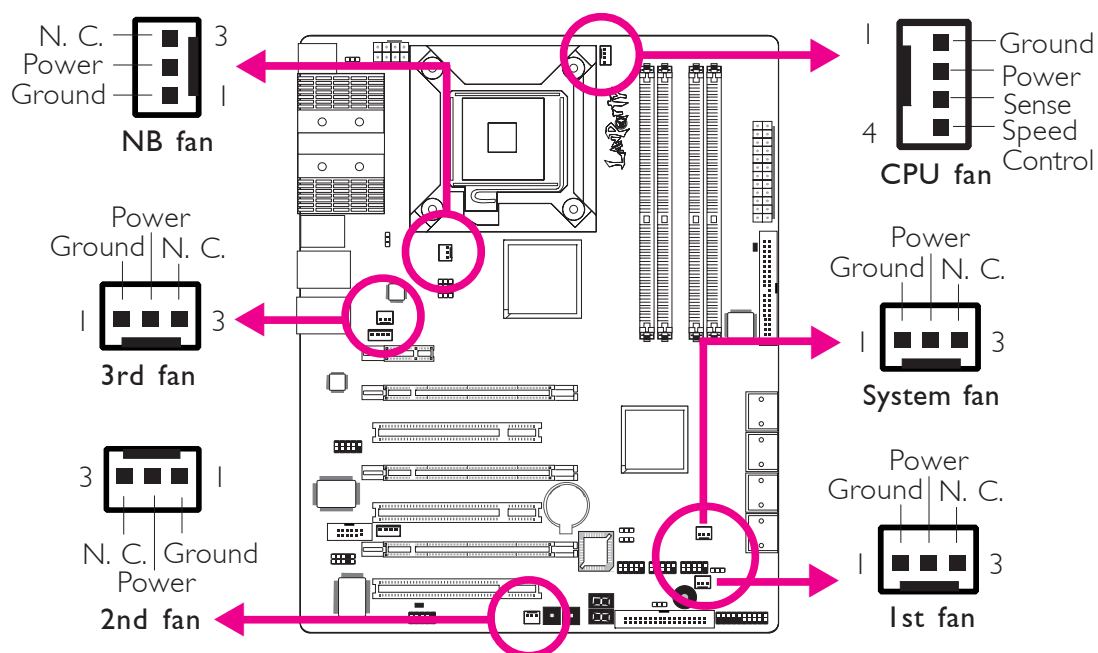 N. C.
Power
Ground
3
1
NB fan
1
4
Ground
Power
Sense
Speed
Control
CPU fan
LanParty
Power
Ground
N. C.
1
3
3rd fan
Power
Ground
N. C.
1
3
System fan
3
1
N. C.
Ground
Power
2nd fan
Power
Ground
N. C.
1
3
1st fan